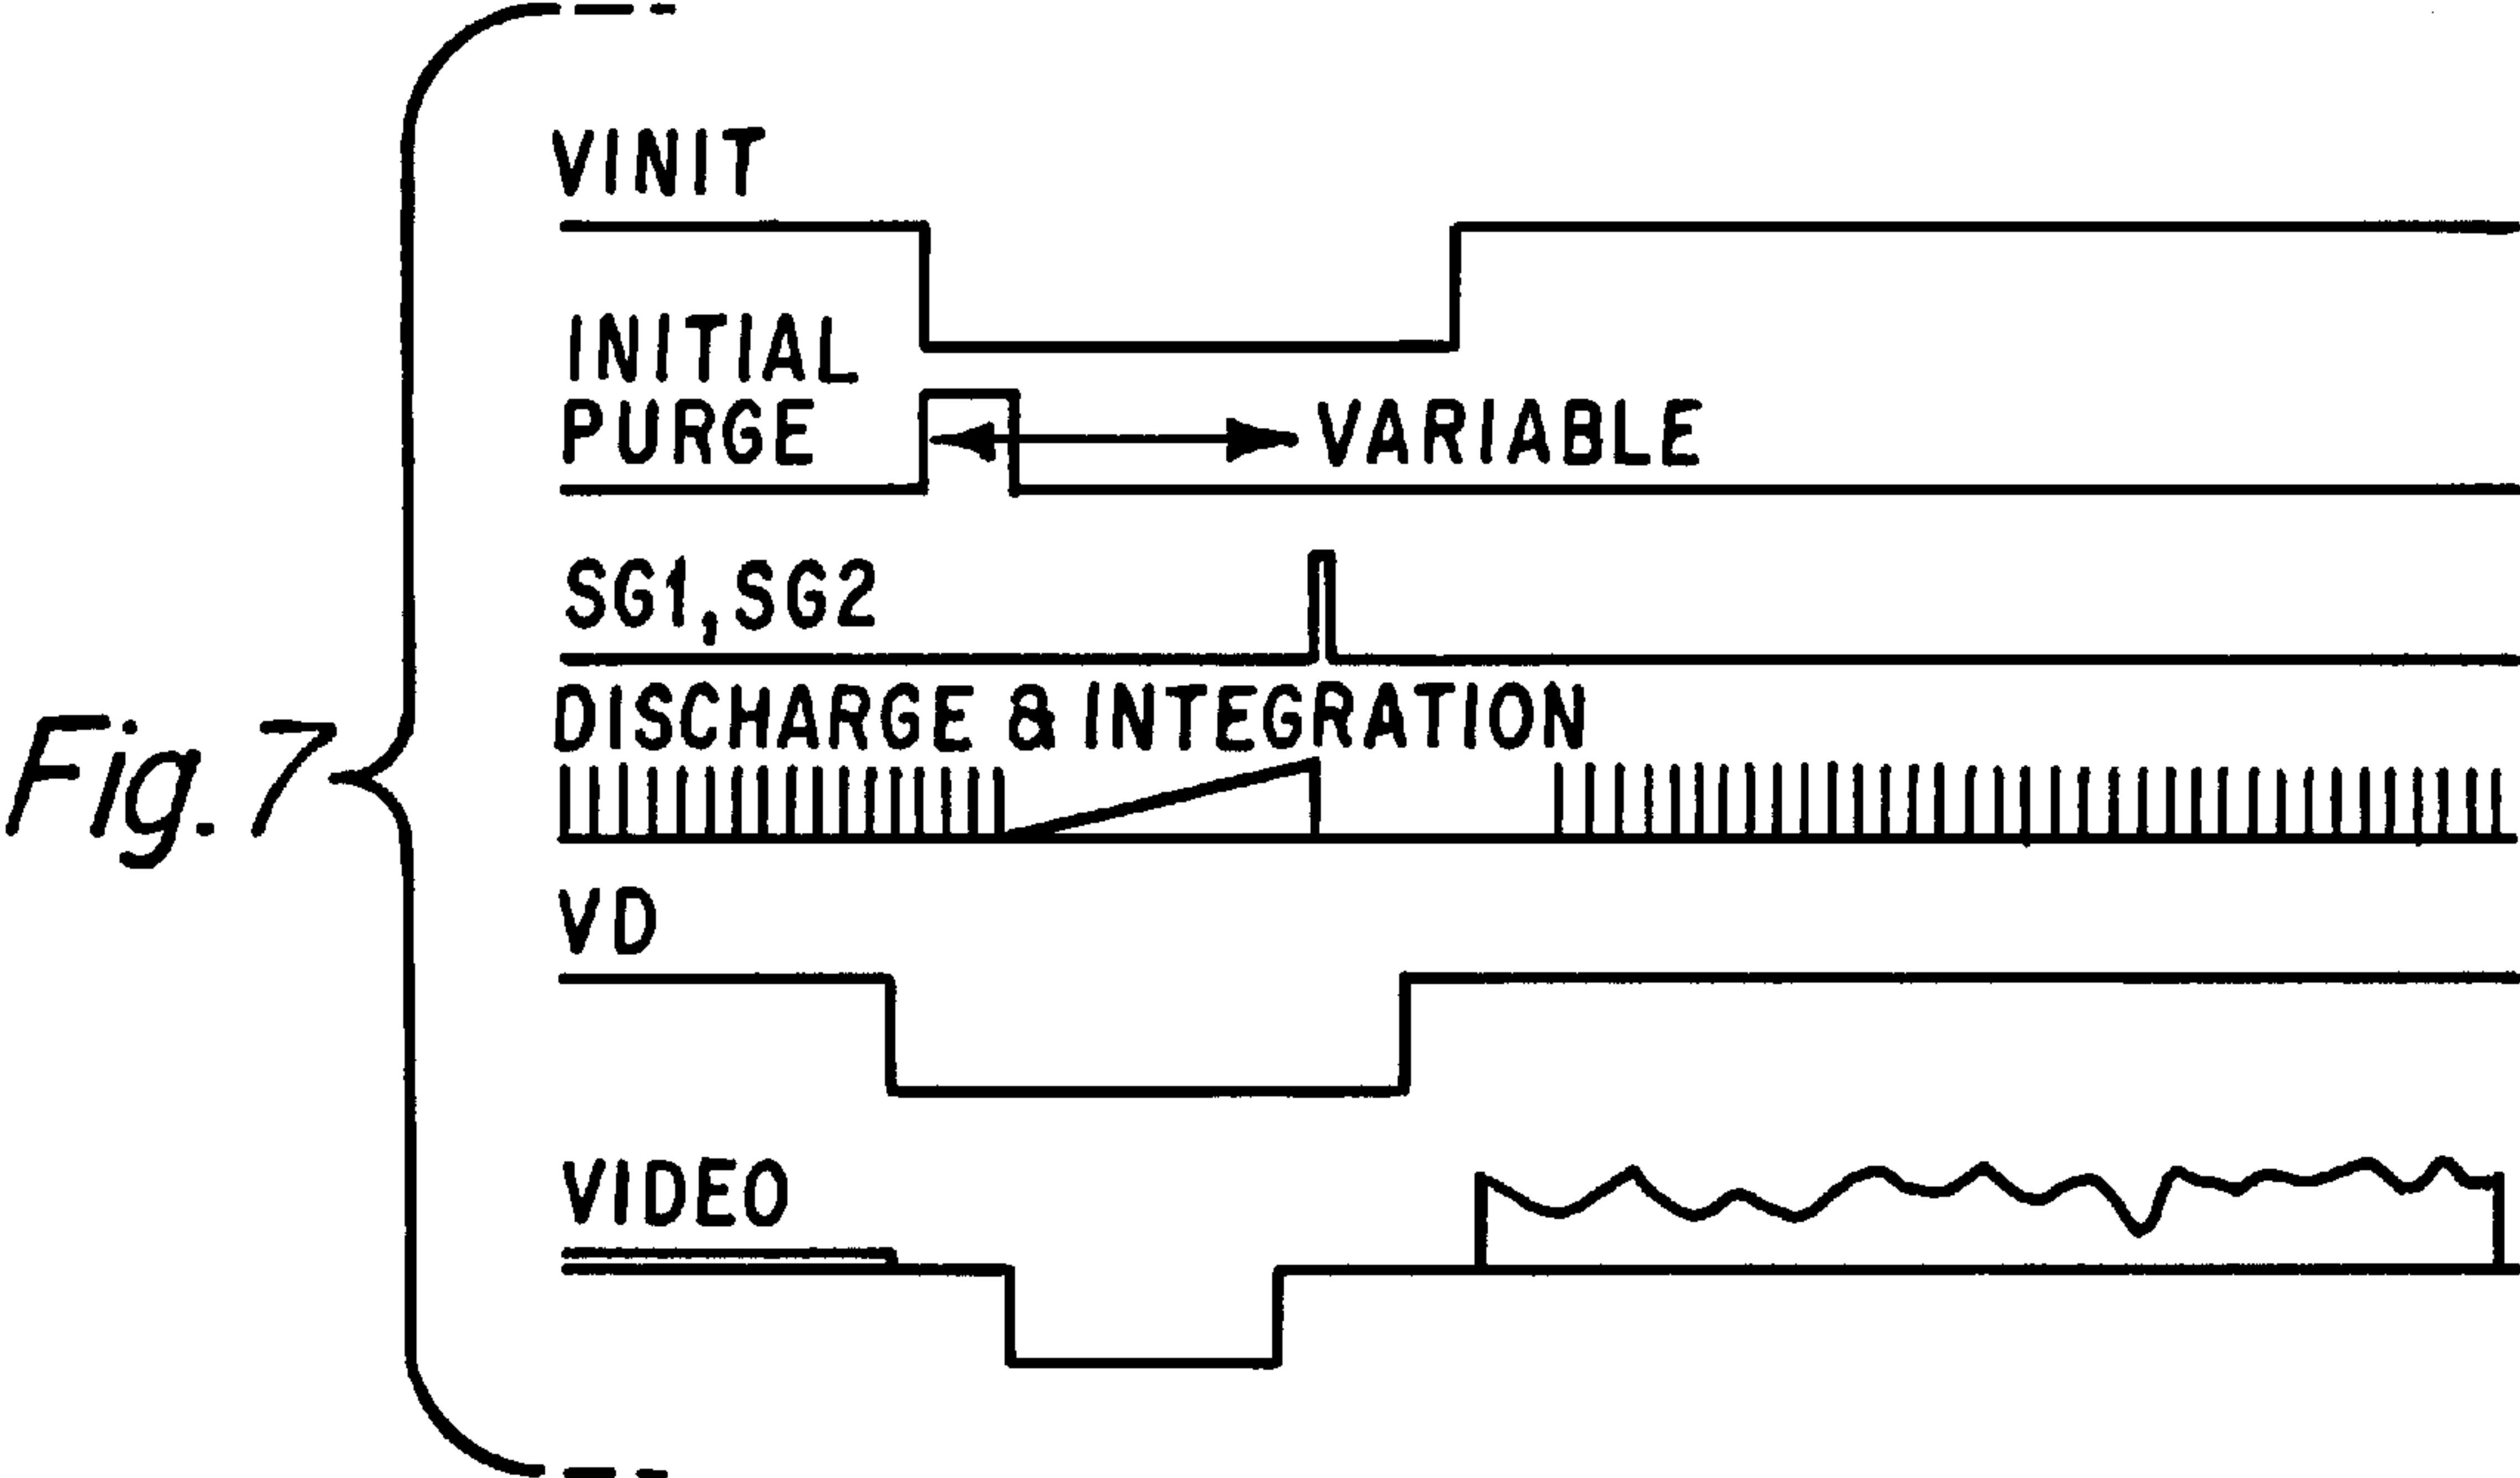 VINIT
INITIAL
PURGE
VARIABLE
SG1,SG2
DISCHARGE & INTEGRATION
Fig. 7
VD
VIDEO